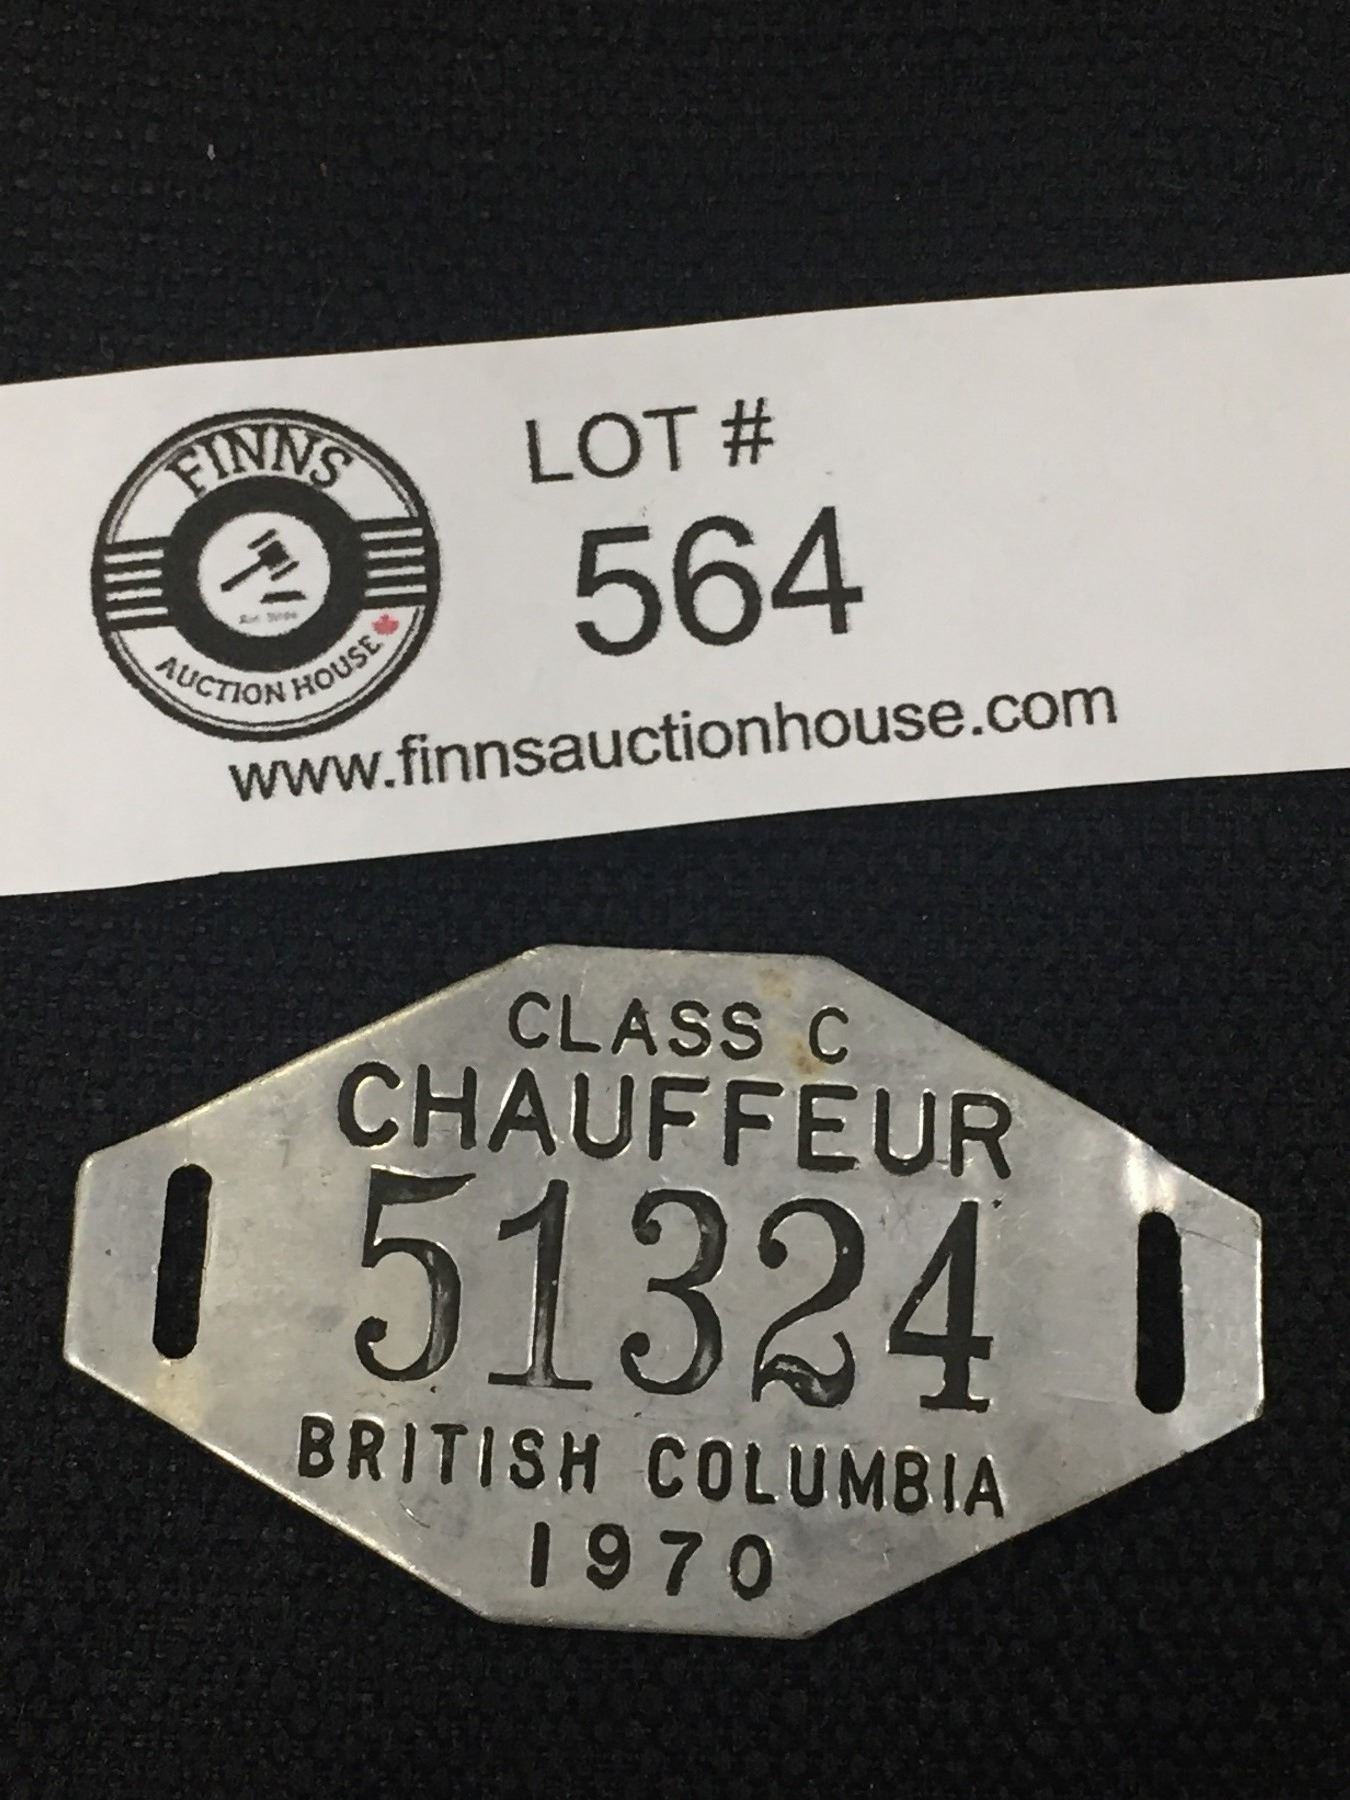 FINNS
AUCTION HOUSE
LOT #
564
www.finnsauctionhouse.com
CLASS C
CHAUFFEUR
51324
BRITISH COLUMBIA
1970